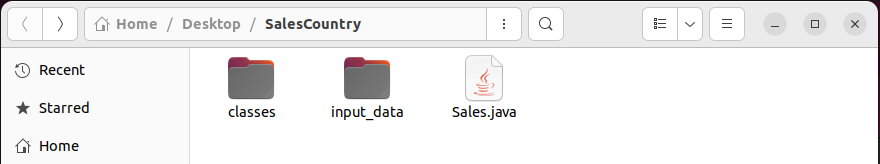 Home / Desktop / SalesCountry
Recent
Starred
Home
classes
input_data
Sales.java